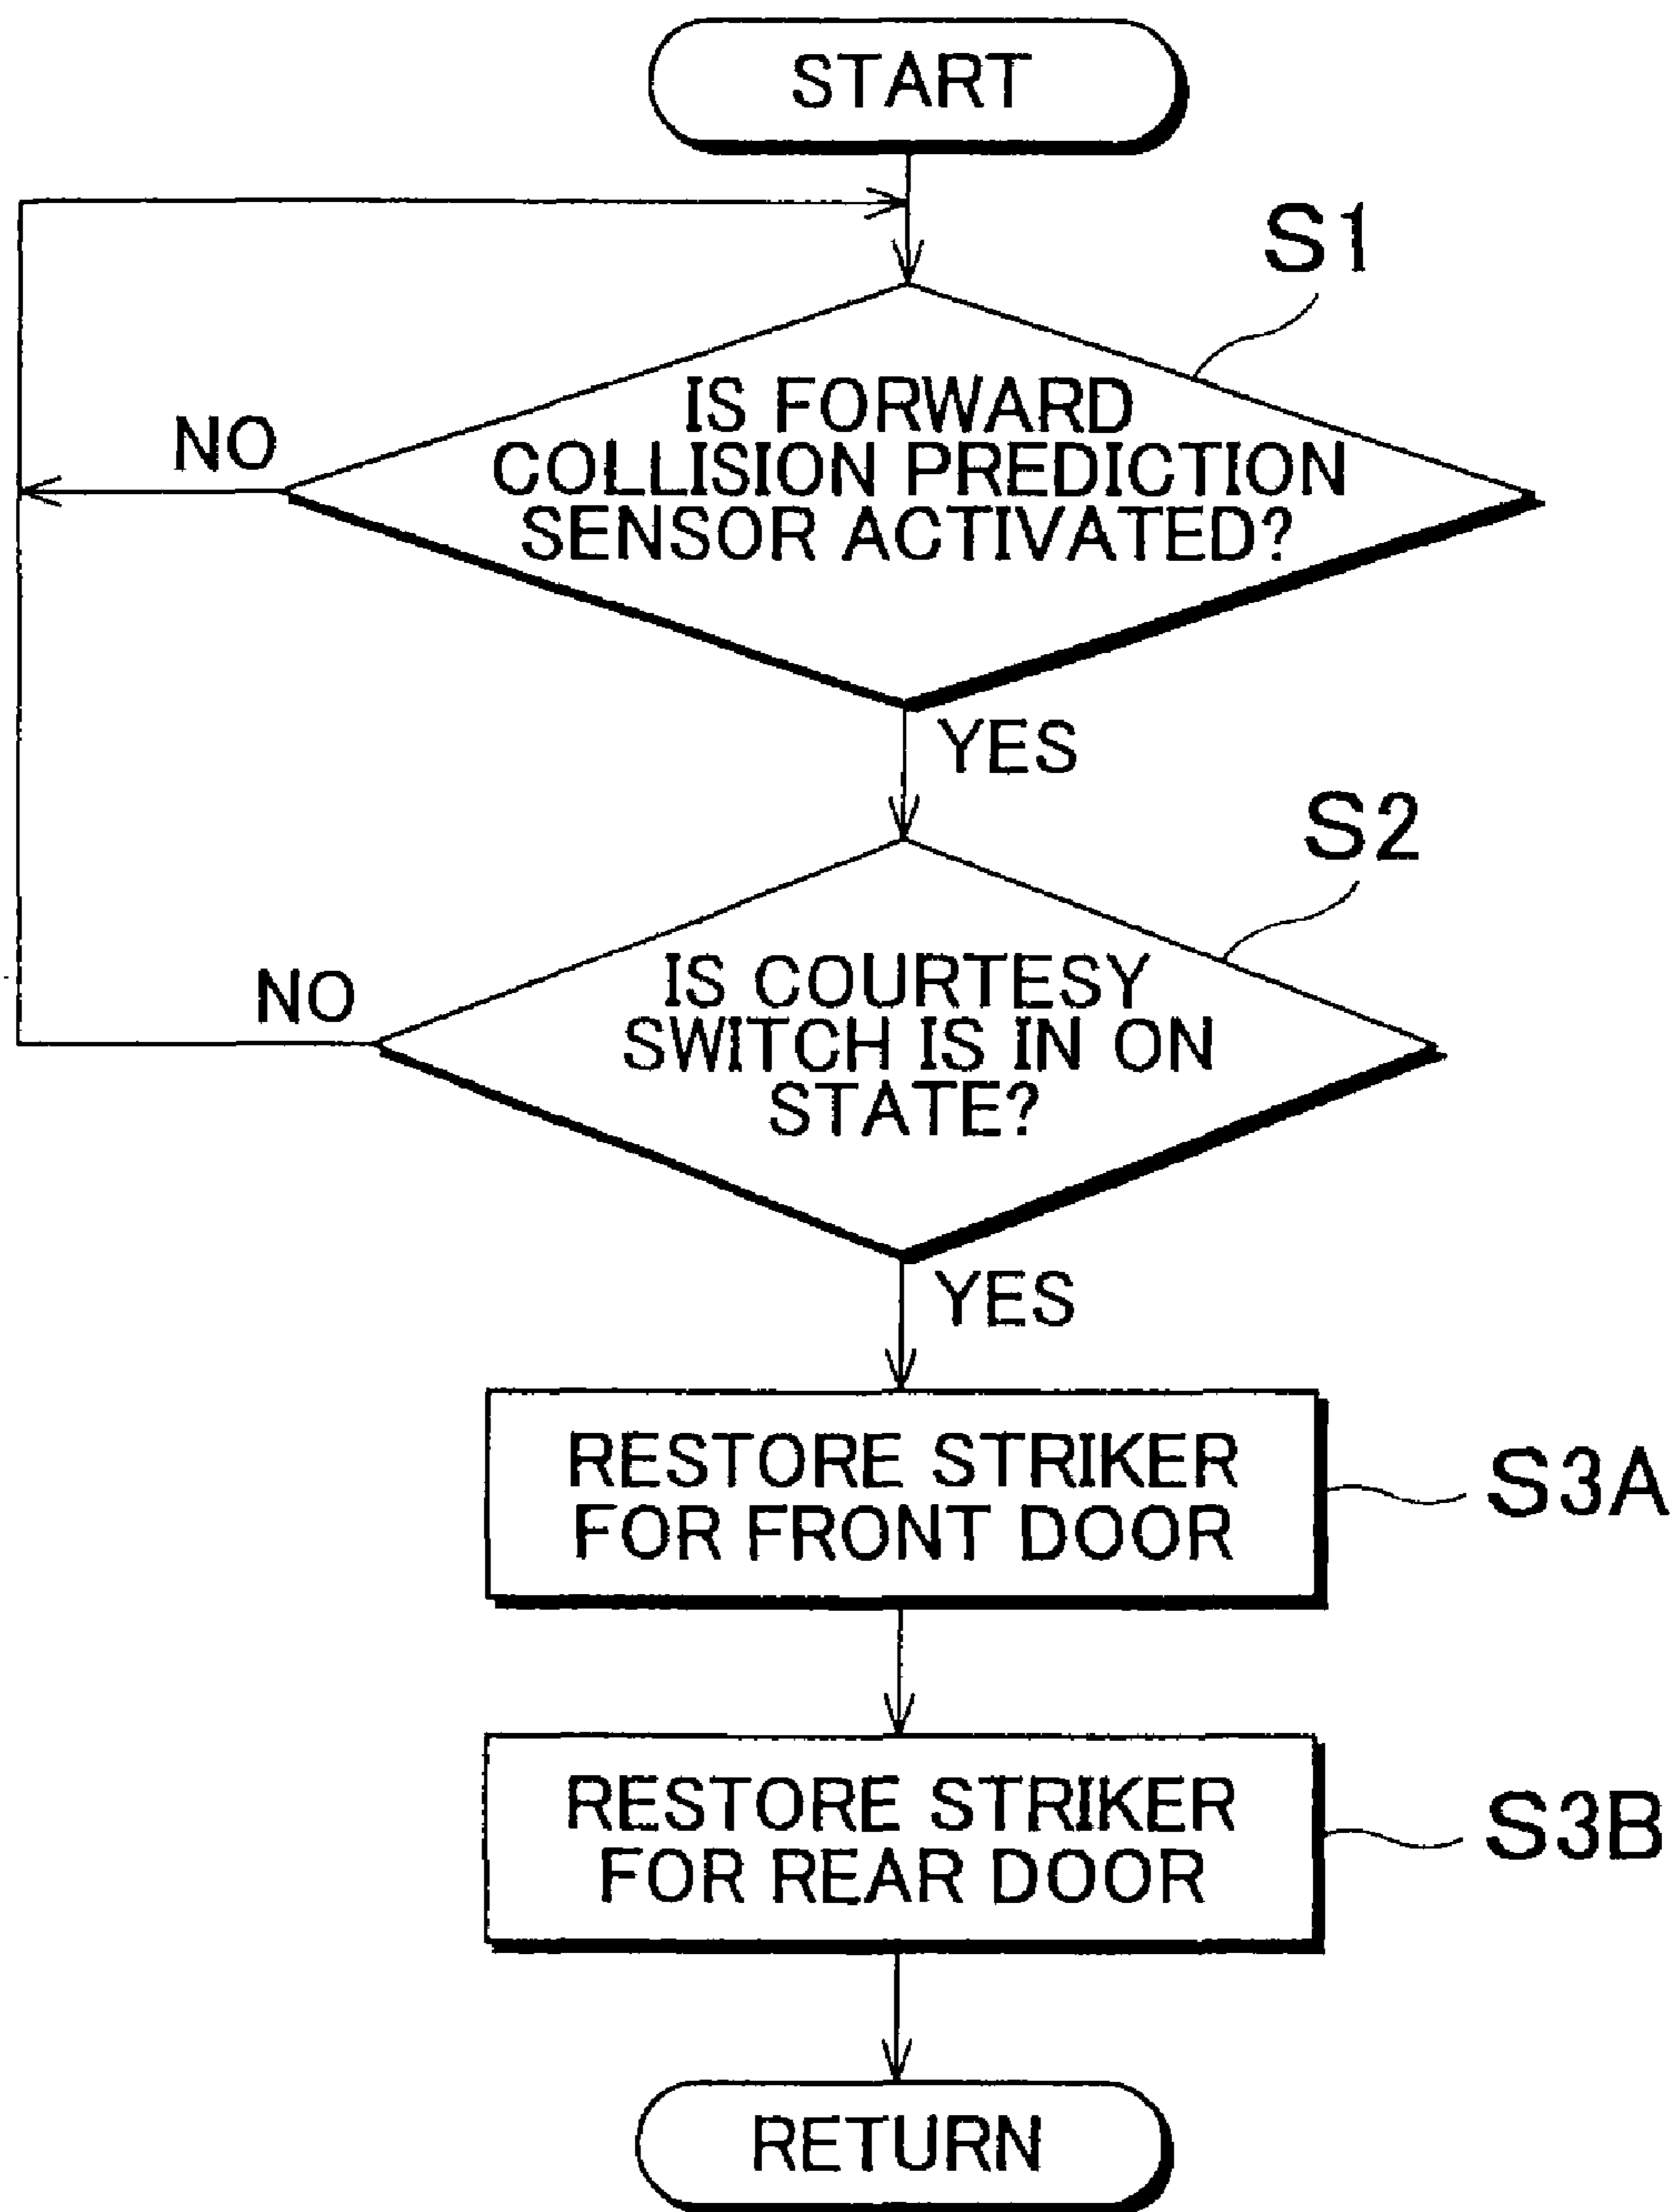 START
S1
IS FORWARD
COLLISION PREDICTION
SENSOR ACTIVATED?
NO
YES
S2
IS COURTESY
SWITCH IS IN ON
STATE?
NO
YES
RESTORE STRIKER
FOR FRONT DOOR
S3A
RESTORE STRIKER
FOR REAR DOOR
S3B
RETURN